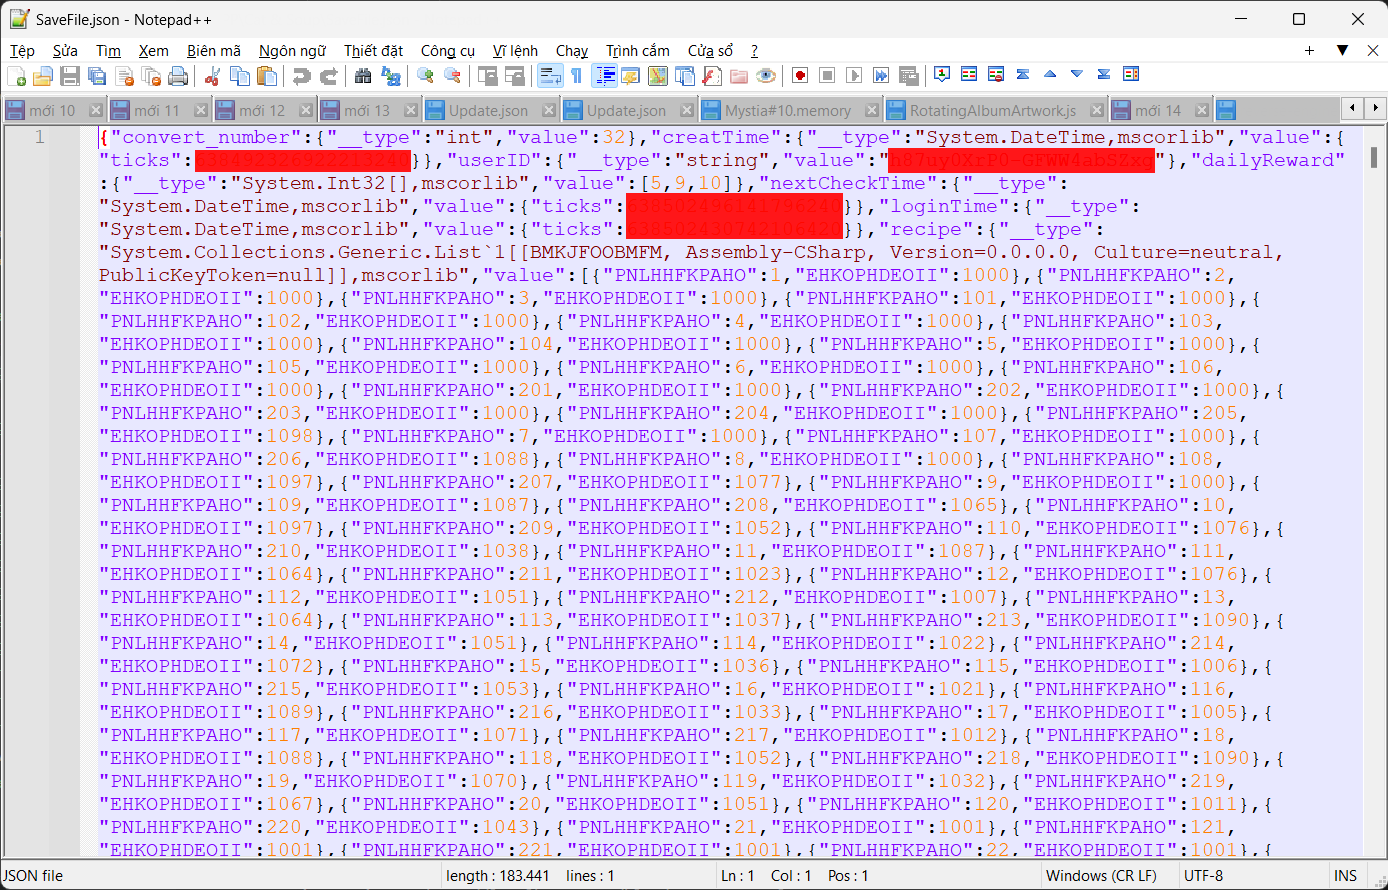 SaveFile.json - Notepad++
Tệp Sửa Tìm Xem Biên mã Ngôn ngữ Thiết đặt Công cụ Vĩ lệnh Chạy Trình cắm Cửa sổ ?
mới 10 mới 11 mới 12 mới 13 Update.json Update.json Mystia#10.memory RotatingAlbumArtwork.js mới 14
1 {"convert_number":{"__type":"int","value":32},"creatTime":{"__type":"System.DateTime,mscorlib","value":{
"ticks":}},"userID":{"__type":"string","value":""},"dailyReward"
:{"__type":"System.Int32[],mscorlib","value":[5,9,10]},"nextCheckTime":{"__type":
"System.DateTime,mscorlib","value":{"ticks":}},"loginTime":{"__type":
"System.DateTime,mscorlib","value":{"ticks":}},"recipe":{"__type":
"System.Collections.Generic.List`1[[BMKJFOOBMFM, Assembly-CSharp, Version=0.0.0.0, Culture=neutral,
PublicKeyToken=null]],mscorlib","value":[{"PNLHHFKPAHO":1,"EHKOPHDEOII":1000},{"PNLHHFKPAHO":2,
"EHKOPHDEOII":1000},{"PNLHHFKPAHO":3,"EHKOPHDEOII":1000},{"PNLHHFKPAHO":101,"EHKOPHDEOII":1000},{
"PNLHHFKPAHO":102,"EHKOPHDEOII":1000},{"PNLHHFKPAHO":4,"EHKOPHDEOII":1000},{"PNLHHFKPAHO":103,
"EHKOPHDEOII":1000},{"PNLHHFKPAHO":104,"EHKOPHDEOII":1000},{"PNLHHFKPAHO":5,"EHKOPHDEOII":1000},{
"PNLHHFKPAHO":105,"EHKOPHDEOII":1000},{"PNLHHFKPAHO":6,"EHKOPHDEOII":1000},{"PNLHHFKPAHO":106,
"EHKOPHDEOII":1000},{"PNLHHFKPAHO":201,"EHKOPHDEOII":1000},{"PNLHHFKPAHO":202,"EHKOPHDEOII":1000},{
"PNLHHFKPAHO":203,"EHKOPHDEOII":1000},{"PNLHHFKPAHO":204,"EHKOPHDEOII":1000},{"PNLHHFKPAHO":205,
"EHKOPHDEOII":1098},{"PNLHHFKPAHO":7,"EHKOPHDEOII":1000},{"PNLHHFKPAHO":107,"EHKOPHDEOII":1000},{
"PNLHHFKPAHO":206,"EHKOPHDEOII":1088},{"PNLHHFKPAHO":8,"EHKOPHDEOII":1000},{"PNLHHFKPAHO":108,
"EHKOPHDEOII":1097},{"PNLHHFKPAHO":207,"EHKOPHDEOII":1077},{"PNLHHFKPAHO":9,"EHKOPHDEOII":1000},{
"PNLHHFKPAHO":109,"EHKOPHDEOII":1087},{"PNLHHFKPAHO":208,"EHKOPHDEOII":1065},{"PNLHHFKPAHO":10,
"EHKOPHDEOII":1097},{"PNLHHFKPAHO":209,"EHKOPHDEOII":1052},{"PNLHHFKPAHO":110,"EHKOPHDEOII":1076},{
"PNLHHFKPAHO":210,"EHKOPHDEOII":1038},{"PNLHHFKPAHO":11,"EHKOPHDEOII":1087},{"PNLHHFKPAHO":111,
"EHKOPHDEOII":1064},{"PNLHHFKPAHO":211,"EHKOPHDEOII":1023},{"PNLHHFKPAHO":12,"EHKOPHDEOII":1076},{
"PNLHHFKPAHO":112,"EHKOPHDEOII":1051},{"PNLHHFKPAHO":212,"EHKOPHDEOII":1007},{"PNLHHFKPAHO":13,
"EHKOPHDEOII":1064},{"PNLHHFKPAHO":113,"EHKOPHDEOII":1037},{"PNLHHFKPAHO":213,"EHKOPHDEOII":1090},{
"PNLHHFKPAHO":14,"EHKOPHDEOII":1051},{"PNLHHFKPAHO":114,"EHKOPHDEOII":1022},{"PNLHHFKPAHO":214,
"EHKOPHDEOII":1072},{"PNLHHFKPAHO":15,"EHKOPHDEOII":1036},{"PNLHHFKPAHO":115,"EHKOPHDEOII":1006},{
"PNLHHFKPAHO":215,"EHKOPHDEOII":1053},{"PNLHHFKPAHO":16,"EHKOPHDEOII":1021},{"PNLHHFKPAHO":116,
"EHKOPHDEOII":1089},{"PNLHHFKPAHO":216,"EHKOPHDEOII":1033},{"PNLHHFKPAHO":17,"EHKOPHDEOII":1005},{
"PNLHHFKPAHO":117,"EHKOPHDEOII":1071},{"PNLHHFKPAHO":217,"EHKOPHDEOII":1012},{"PNLHHFKPAHO":18,
"EHKOPHDEOII":1088},{"PNLHHFKPAHO":118,"EHKOPHDEOII":1052},{"PNLHHFKPAHO":218,"EHKOPHDEOII":1090},{
"PNLHHFKPAHO":19,"EHKOPHDEOII":1070},{"PNLHHFKPAHO":119,"EHKOPHDEOII":1032},{"PNLHHFKPAHO":219,
"EHKOPHDEOII":1067},{"PNLHHFKPAHO":20,"EHKOPHDEOII":1051},{"PNLHHFKPAHO":120,"EHKOPHDEOII":1011},{
"PNLHHFKPAHO":220,"EHKOPHDEOII":1043},{"PNLHHFKPAHO":21,"EHKOPHDEOII":1001},{"PNLHHFKPAHO":121,
"EHKOPHDEOII":1001},{"PNLHHFKPAHO":221,"EHKOPHDEOII":1001},{"PNLHHFKPAHO":22,"EHKOPHDEOII":1001},{
JSON file length : 183.441 lines : 1 Ln : 1 Col : 1 Pos : 1 Windows (CR LF) UTF-8 INS